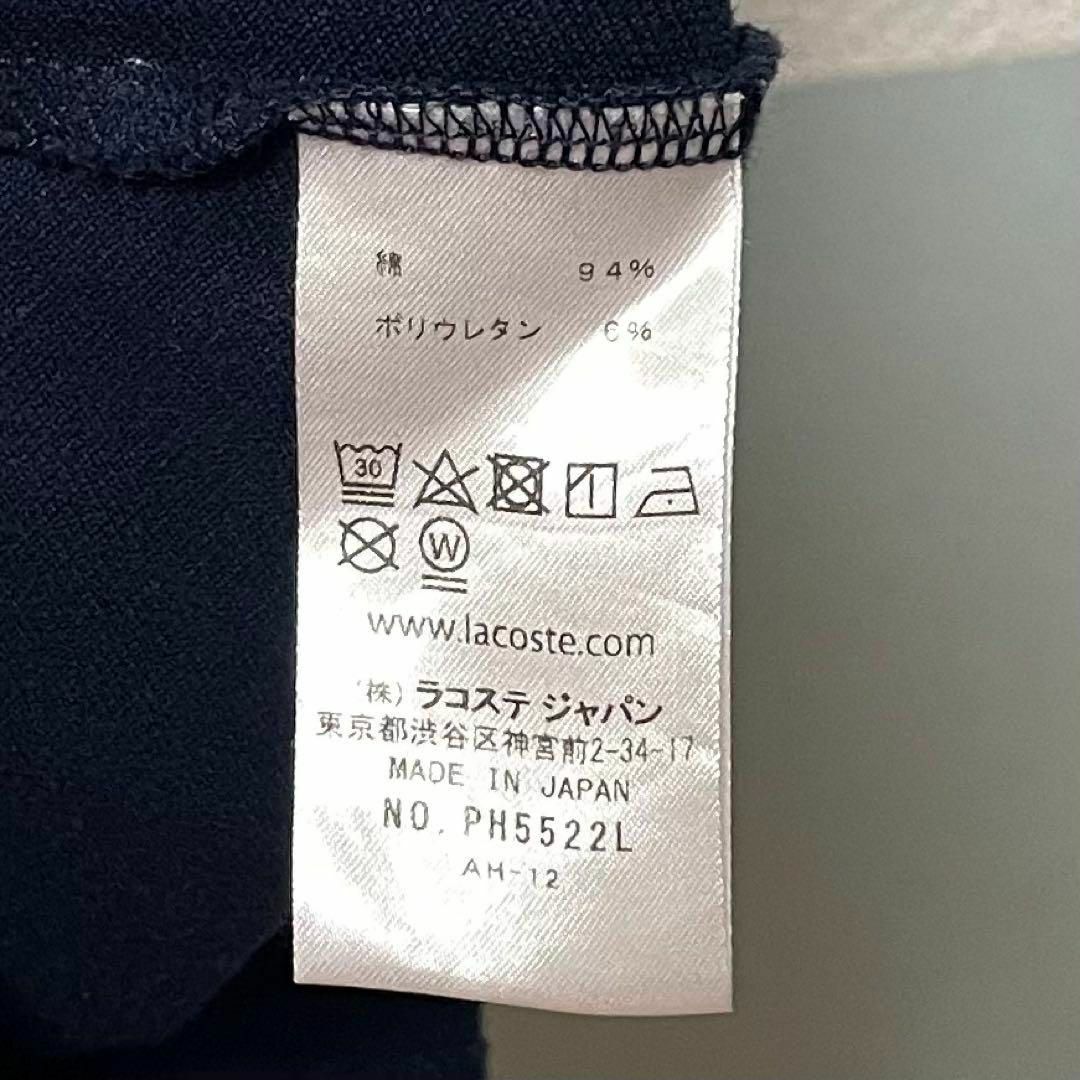 綿 94%
ポリウレタン 6%
30
W
www.lacoste.com
(株) ラコステ ジャパン
東京都渋谷区神宮前2-34-17
MADE IN JAPAN
NO. PH5522L
AH-12